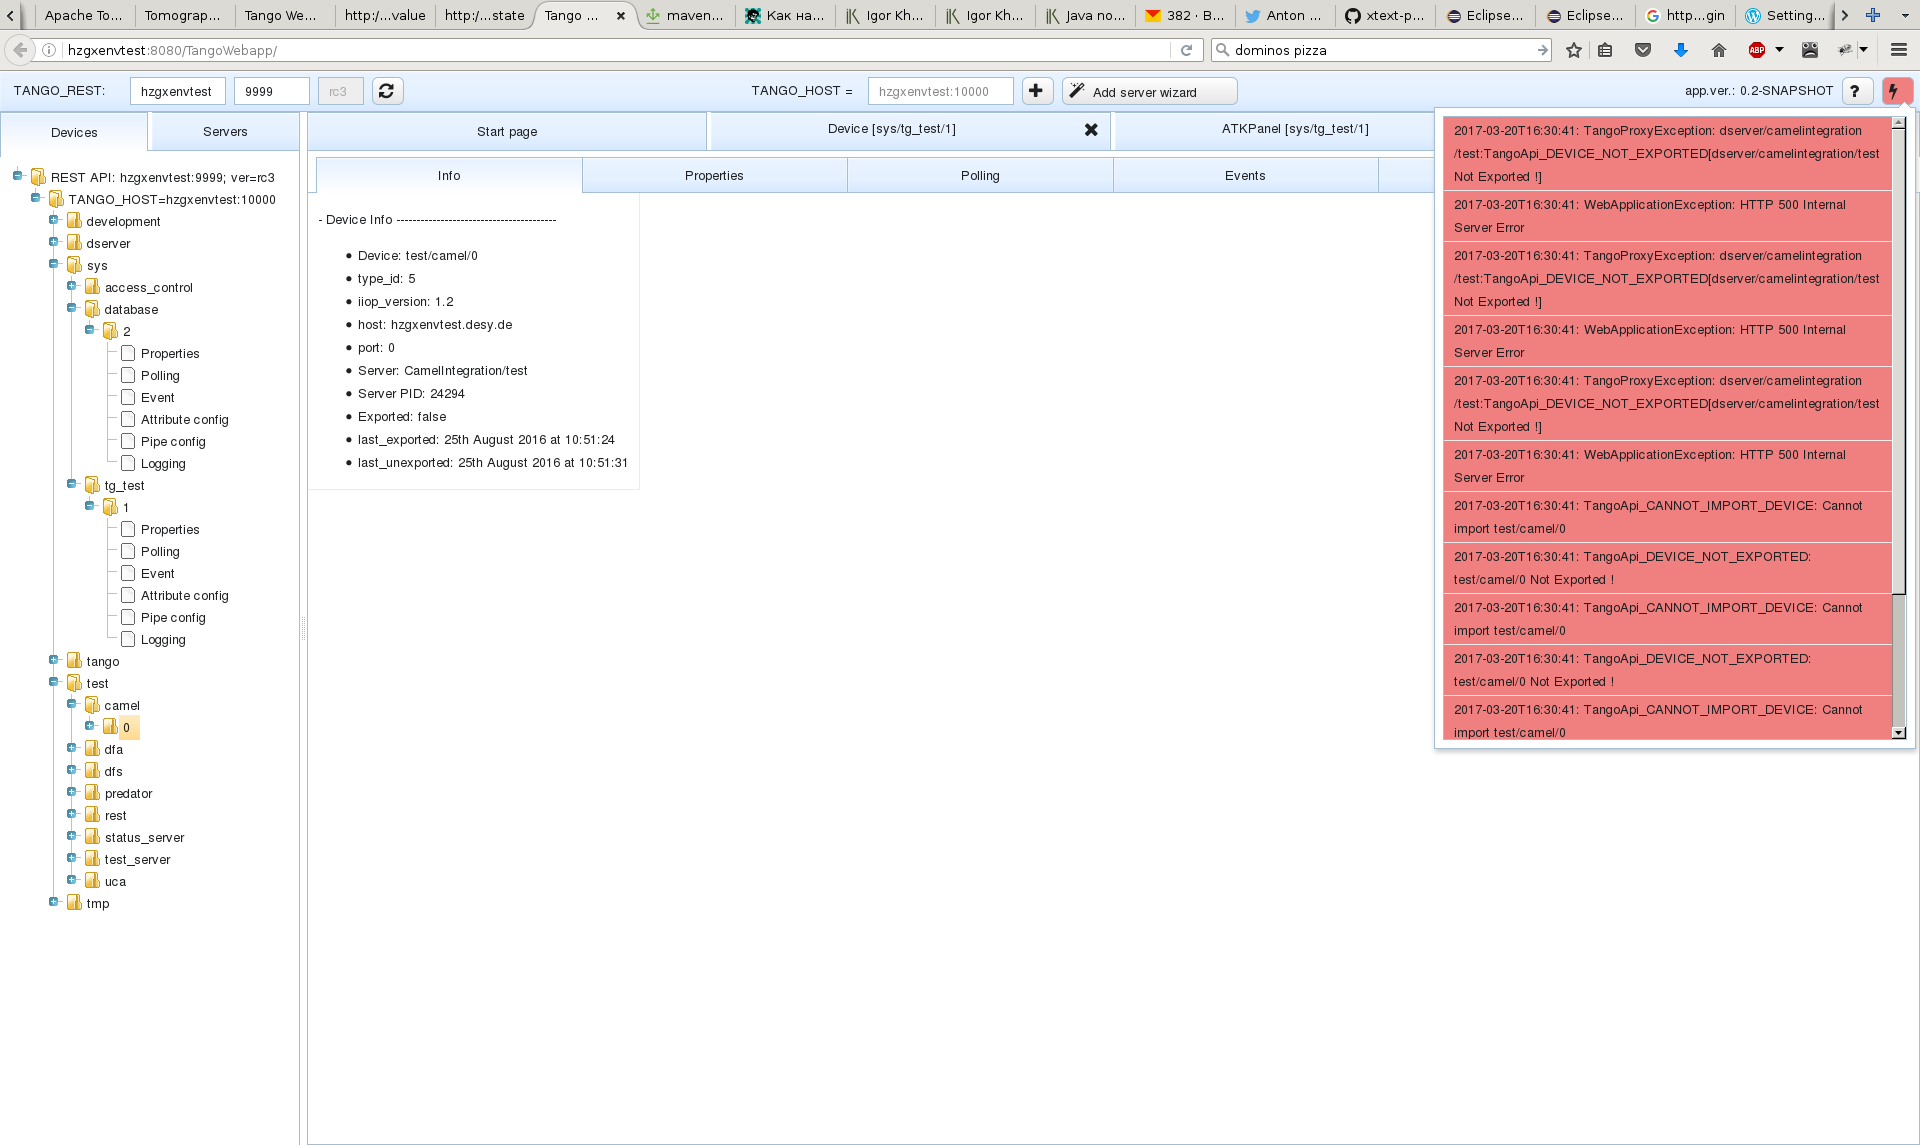 Apache To...
Tomograp...
Tango We...
http:/...value
http:/...state
Tango ...
maven...
Как на...
Igor Kh...
Igor Kh...
Java no...
382 · В...
Anton ...
xtext-p...
Eclipse...
Eclipse...
http...gin
Setting...
hzgxenvtest:8080/TangoWebapp/
dominos pizza
ABP
TANGO_REST:
hzgxenvtest
9999
rc3
TANGO_HOST =
hzgxenvtest:10000
Add server wizard
app.ver.: 0.2-SNAPSHOT
?
Devices
Servers
Start page
Device [sys/tg_test/1]
ATKPanel [sys/tg_test/1]
REST API: hzgxenvtest:9999; ver=rc3
TANGO_HOST=hzgxenvtest:10000
development
dserver
sys
access_control
database
2
Properties
Polling
Event
Attribute config
Pipe config
Logging
tg_test
1
Properties
Polling
Event
Attribute config
Pipe config
Logging
tango
test
camel
0
dfa
dfs
predator
rest
status_server
test_server
uca
tmp
Info
Properties
Polling
Events
- Device Info ----------------------------------------
• Device: test/camel/0
• type_id: 5
• iiop_version: 1.2
• host: hzgxenvtest.desy.de
• port: 0
• Server: CamelIntegration/test
• Server PID: 24294
• Exported: false
• last_exported: 25th August 2016 at 10:51:24
• last_unexported: 25th August 2016 at 10:51:31
2017-03-20T16:30:41: TangoProxyException: dserver/camelintegration
/test:TangoApi_DEVICE_NOT_EXPORTED[dserver/camelintegration/test
Not Exported !]
2017-03-20T16:30:41: WebApplicationException: HTTP 500 Internal
Server Error
2017-03-20T16:30:41: TangoProxyException: dserver/camelintegration
/test:TangoApi_DEVICE_NOT_EXPORTED[dserver/camelintegration/test
Not Exported !]
2017-03-20T16:30:41: WebApplicationException: HTTP 500 Internal
Server Error
2017-03-20T16:30:41: TangoProxyException: dserver/camelintegration
/test:TangoApi_DEVICE_NOT_EXPORTED[dserver/camelintegration/test
Not Exported !]
2017-03-20T16:30:41: WebApplicationException: HTTP 500 Internal
Server Error
2017-03-20T16:30:41: TangoApi_CANNOT_IMPORT_DEVICE: Cannot
import test/camel/0
2017-03-20T16:30:41: TangoApi_DEVICE_NOT_EXPORTED:
test/camel/0 Not Exported !
2017-03-20T16:30:41: TangoApi_CANNOT_IMPORT_DEVICE: Cannot
import test/camel/0
2017-03-20T16:30:41: TangoApi_DEVICE_NOT_EXPORTED:
test/camel/0 Not Exported !
2017-03-20T16:30:41: TangoApi_CANNOT_IMPORT_DEVICE: Cannot
import test/camel/0